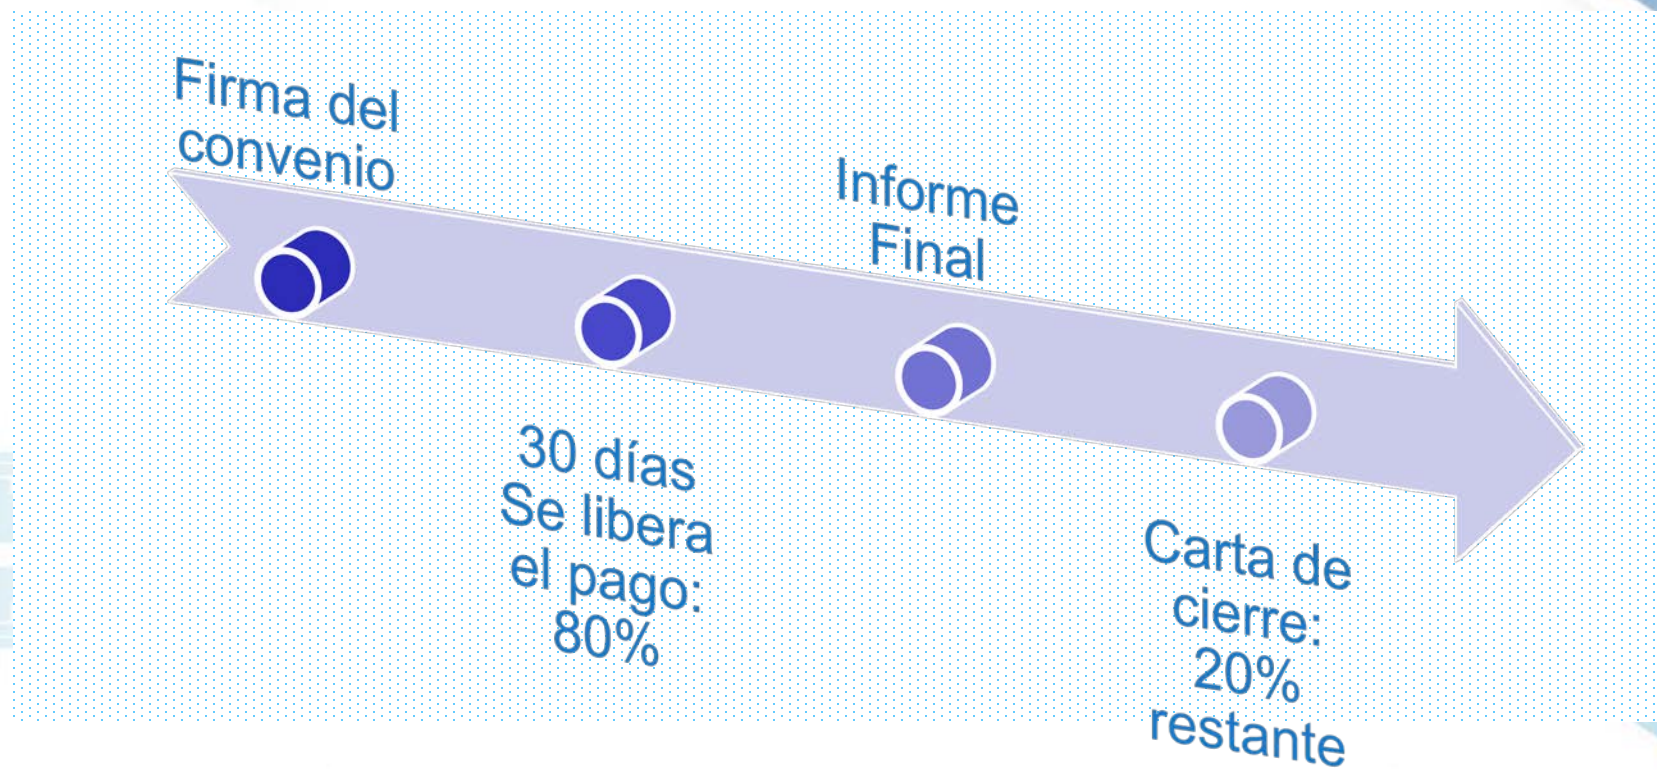 Firma del
convenio
30 días
Se libera
el pago:
80%
Informe
Final
Carta de
cierre:
20%
restante